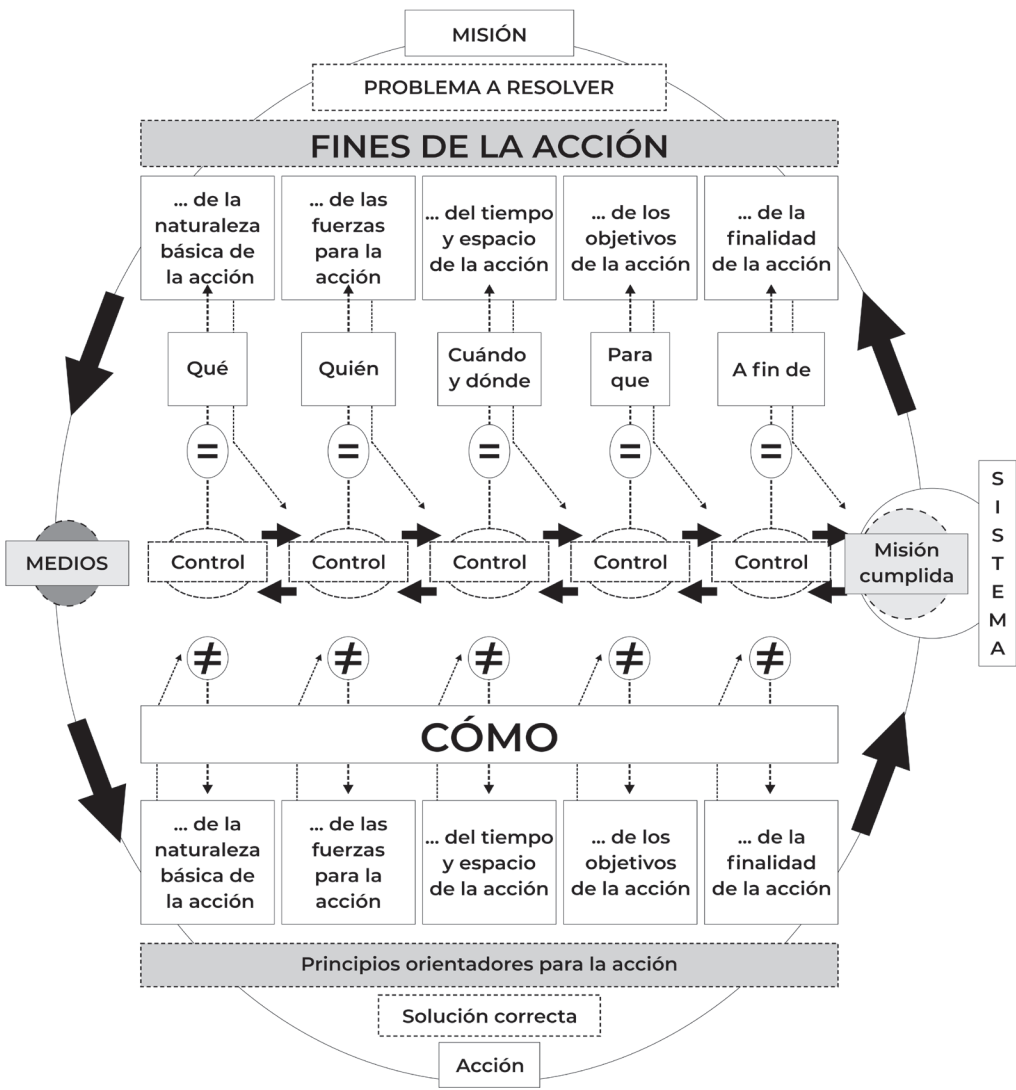 MISIÓN
PROBLEMA A RESOLVER
FINES DE LA ACCIÓN
... de la
naturaleza
básica de
la acción
... de las
fuerzas
para la
acción
... del tiempo
y espacio
de la acción
... de los
objetivos
de la acción
... de la
finalidad
de la acción
Qué
Quién
Cuándo
y dónde
Para
que
A fin de
=
=
=
=
=
MEDIOS
Control
Control
Control
Control
Control
Misión
cumplida
S
I
S
T
E
M
A
≠
≠
≠
≠
≠
CÓMO
... de la
naturaleza
básica de
la acción
... de las
fuerzas
para la
acción
... del tiempo
y espacio
de la acción
... de los
objetivos
de la acción
... de la
finalidad
de la acción
Principios orientadores para la acción
Solución correcta
Acción